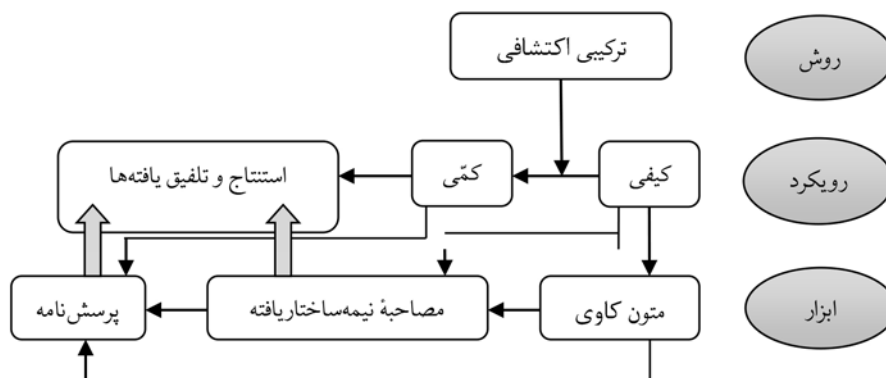 روش
ترکیبی اکتشافی
رویکرد
کیفی
کمّی
استنتاج و تلفیق یافته‌ها
ابزار
متون کاوی
مصاحبهٔ نیمه‌ساختاریافته
پرسش‌نامه